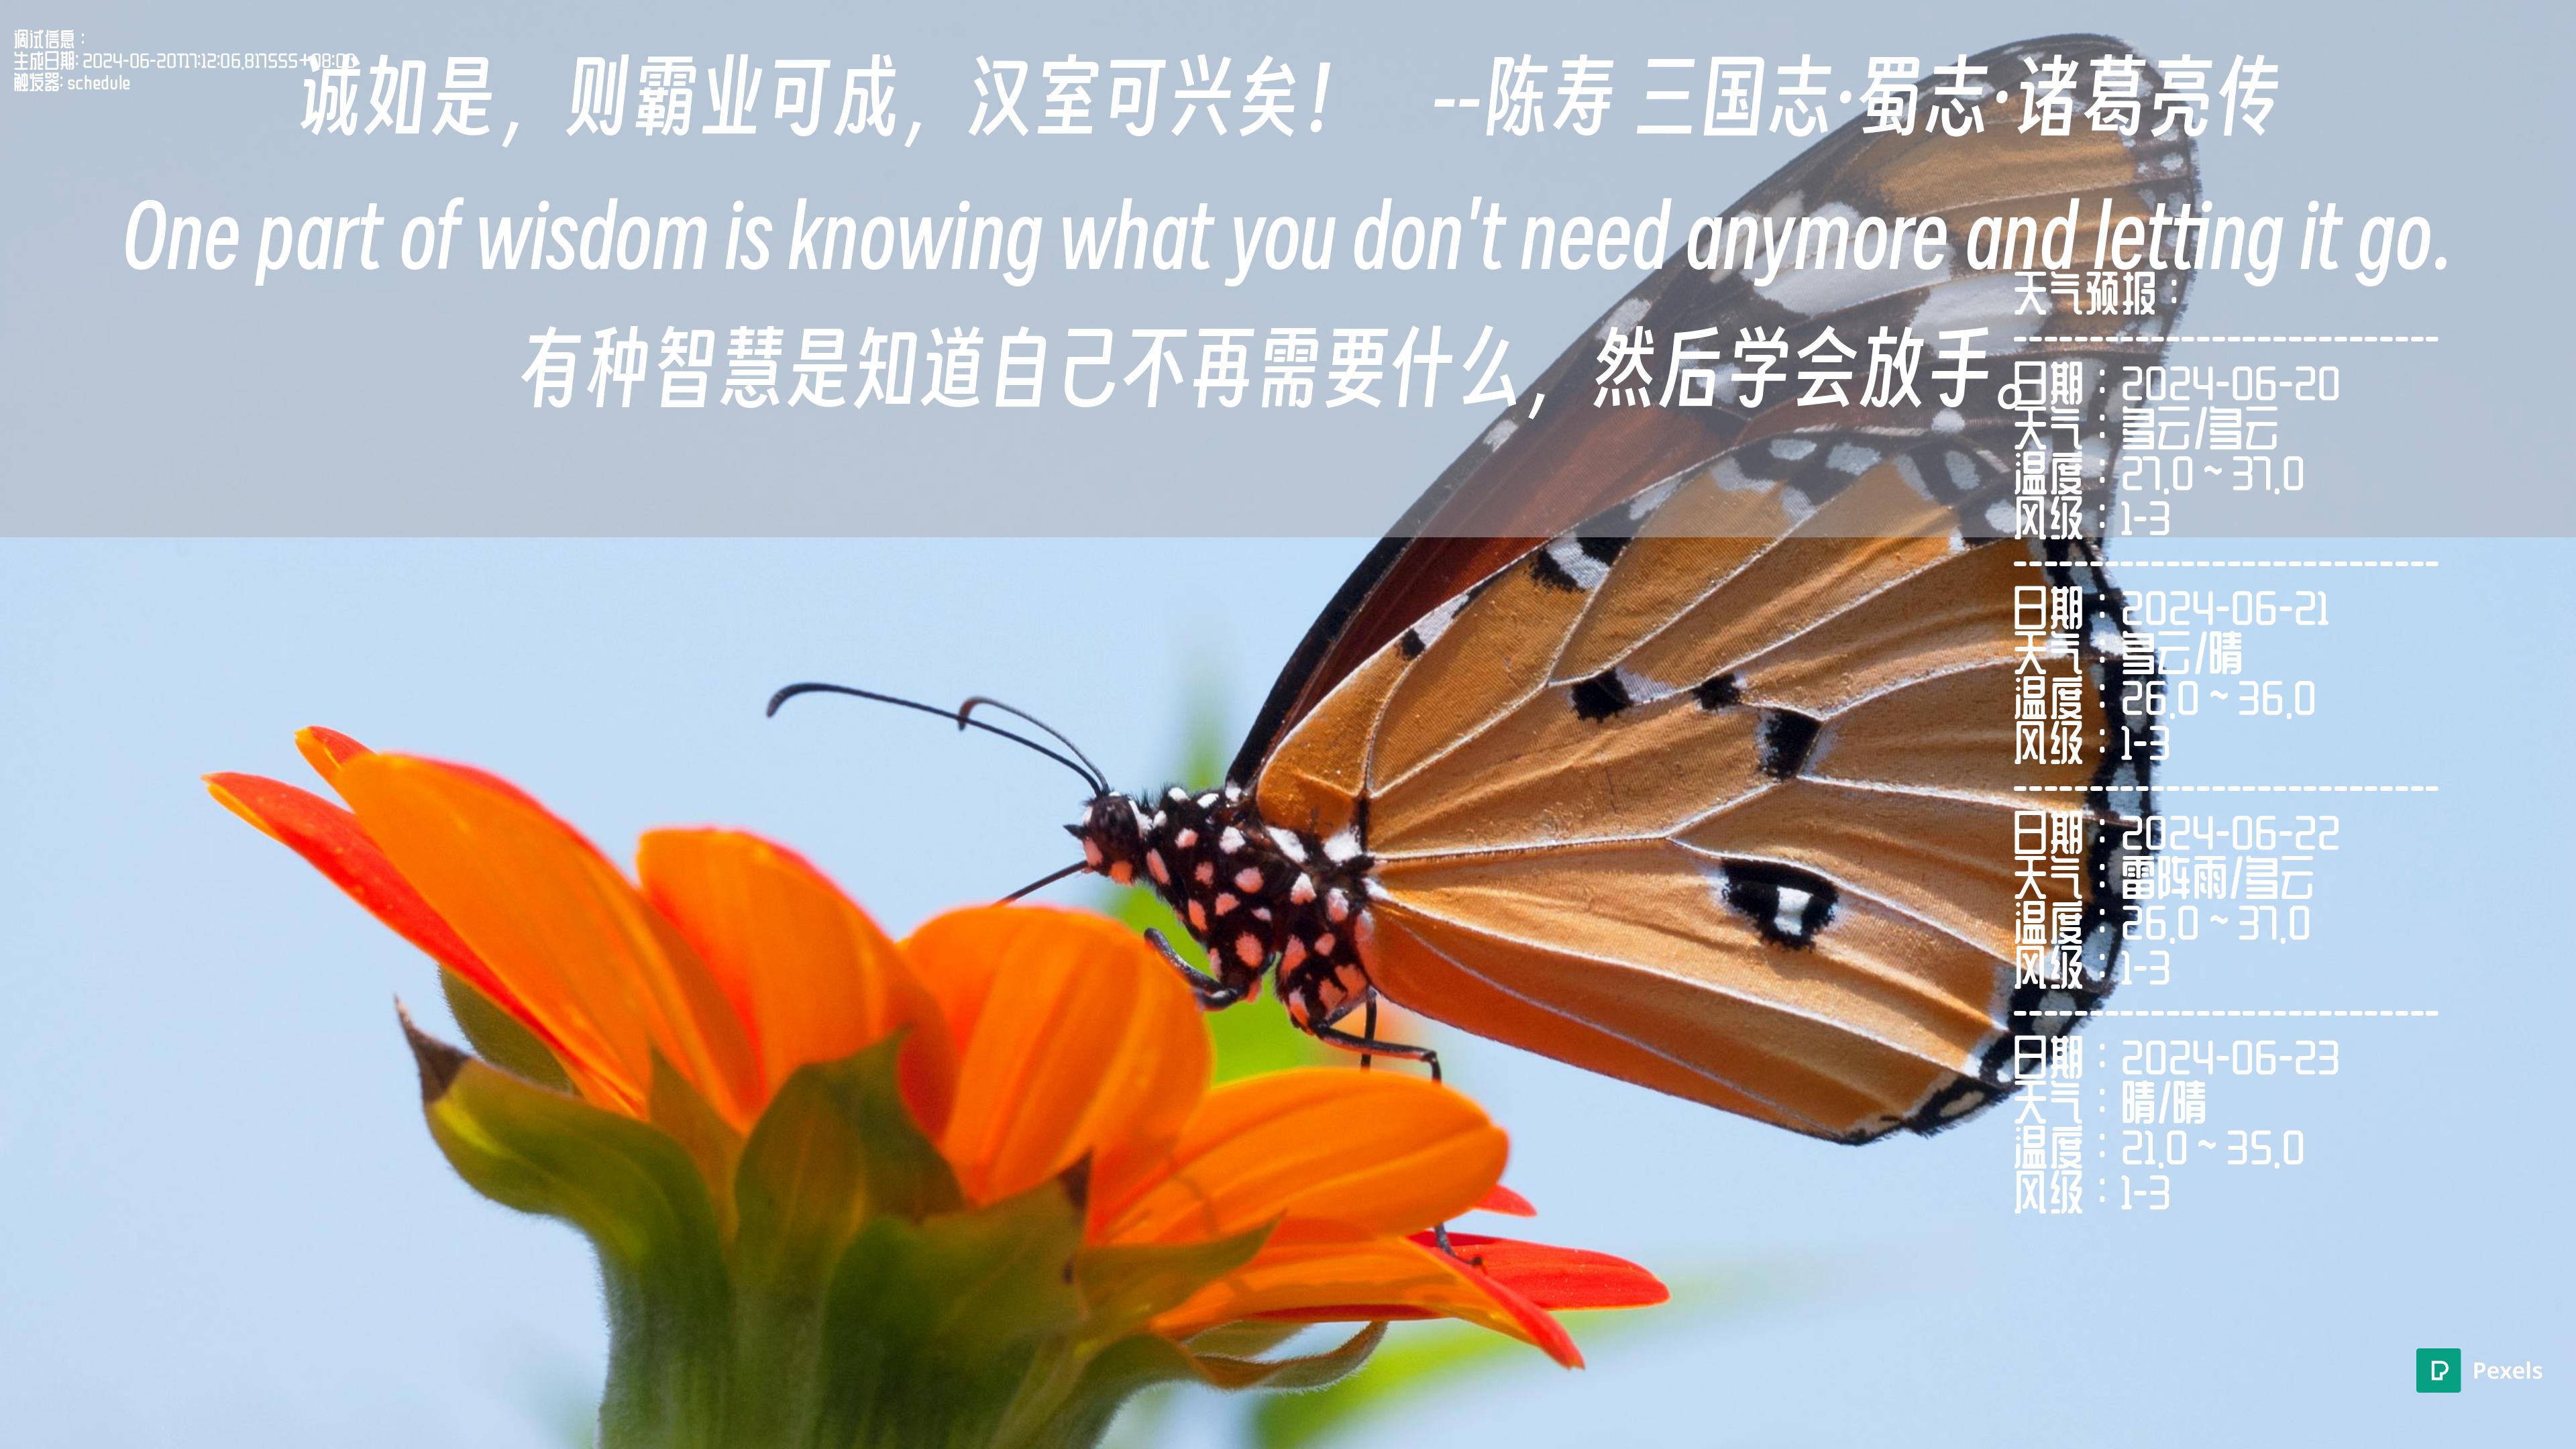 调试信息：
生成日期: 2024-06-20T17:12:06.817555+08:00
触发器: schedule
诚如是，则霸业可成，汉室可兴矣！ --陈寿 三国志·蜀志·诸葛亮传
One part of wisdom is knowing what you don't need anymore and letting it go.
有种智慧是知道自己不再需要什么，然后学会放手。
天气预报：
------------------------------
日期：2024-06-20
天气：多云/多云
温度：27.0 ~ 37.0
风级：1-3
------------------------------
日期：2024-06-21
天气：多云/晴
温度：26.0 ~ 36.0
风级：1-3
------------------------------
日期：2024-06-22
天气：雷阵雨/多云
温度：26.0 ~ 37.0
风级：1-3
------------------------------
日期：2024-06-23
天气：晴/晴
温度：21.0 ~ 35.0
风级：1-3
Pexels